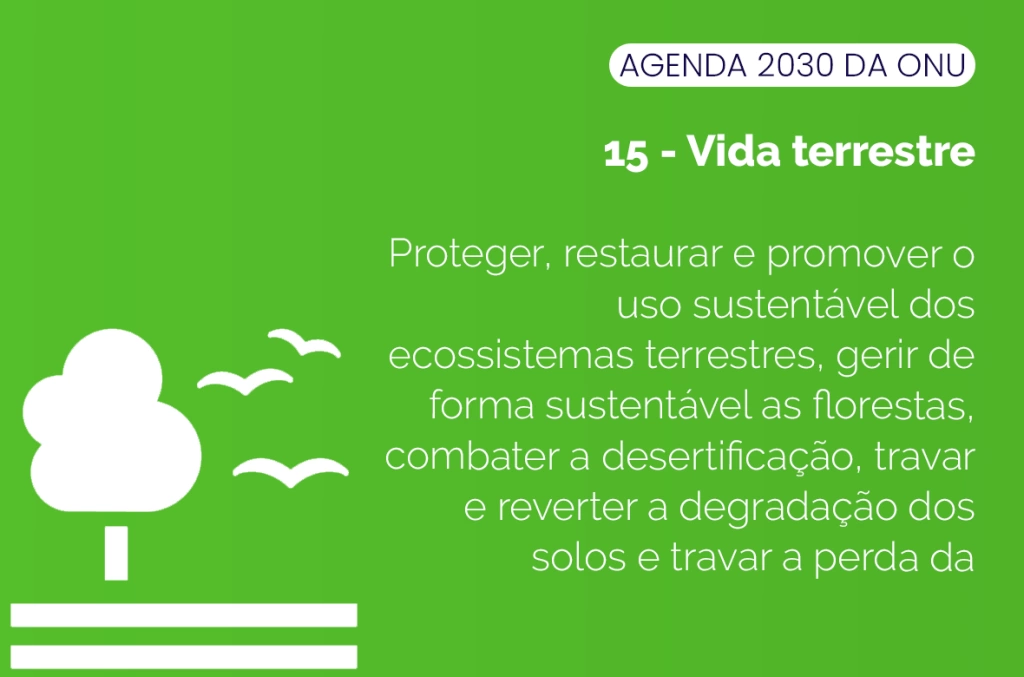 AGENDA 2030 DA ONU
15 - Vida terrestre
Proteger, restaurar e promover o
uso sustentável dos
ecossistemas terrestres, gerir de
forma sustentável as florestas,
combater a desertificação, travar
e reverter a degradação dos
solos e travar a perda da